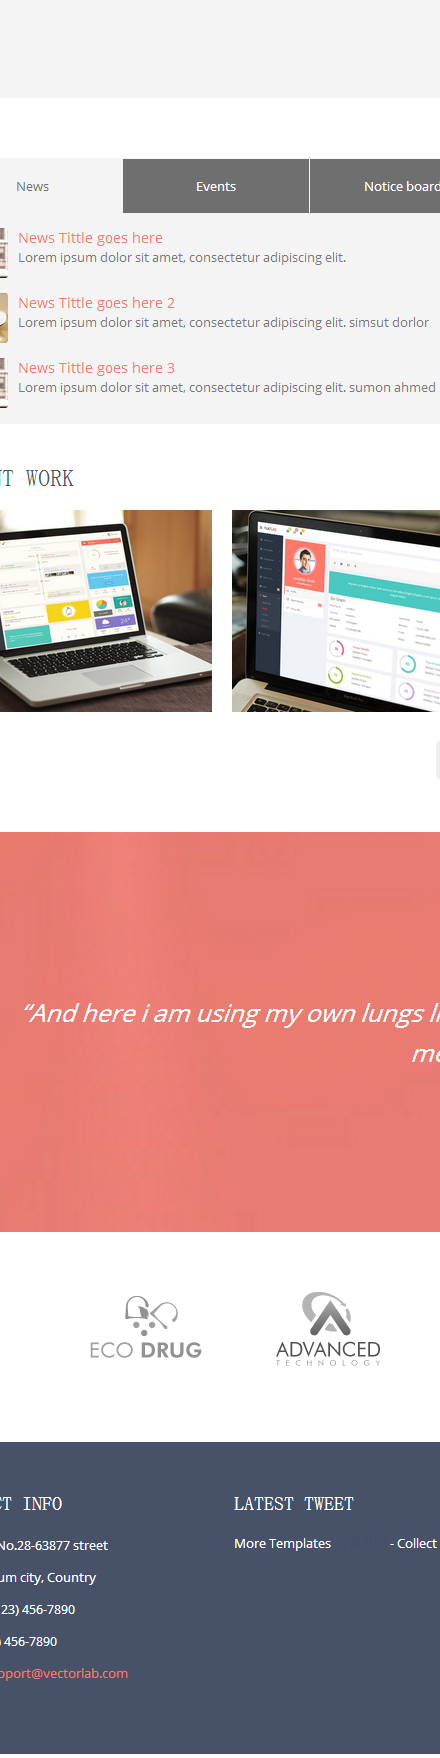 News
Events
Notice board
News Tittle goes here
Lorem ipsum dolor sit amet, consectetur adipiscing elit.
News Tittle goes here 2
Lorem ipsum dolor sit amet, consectetur adipiscing elit. simsut dorlor
News Tittle goes here 3
Lorem ipsum dolor sit amet, consectetur adipiscing elit. sumon ahmed
NT WORK
“And here i am using my own lungs li
me
ECO DRUG
ADVANCED
TECHNOLOGY
CT INFO
No.28-63877 street
um city, Country
23) 456-7890
) 456-7890
pport@vectorlab.com
LATEST TWEET
More Templates - Collect